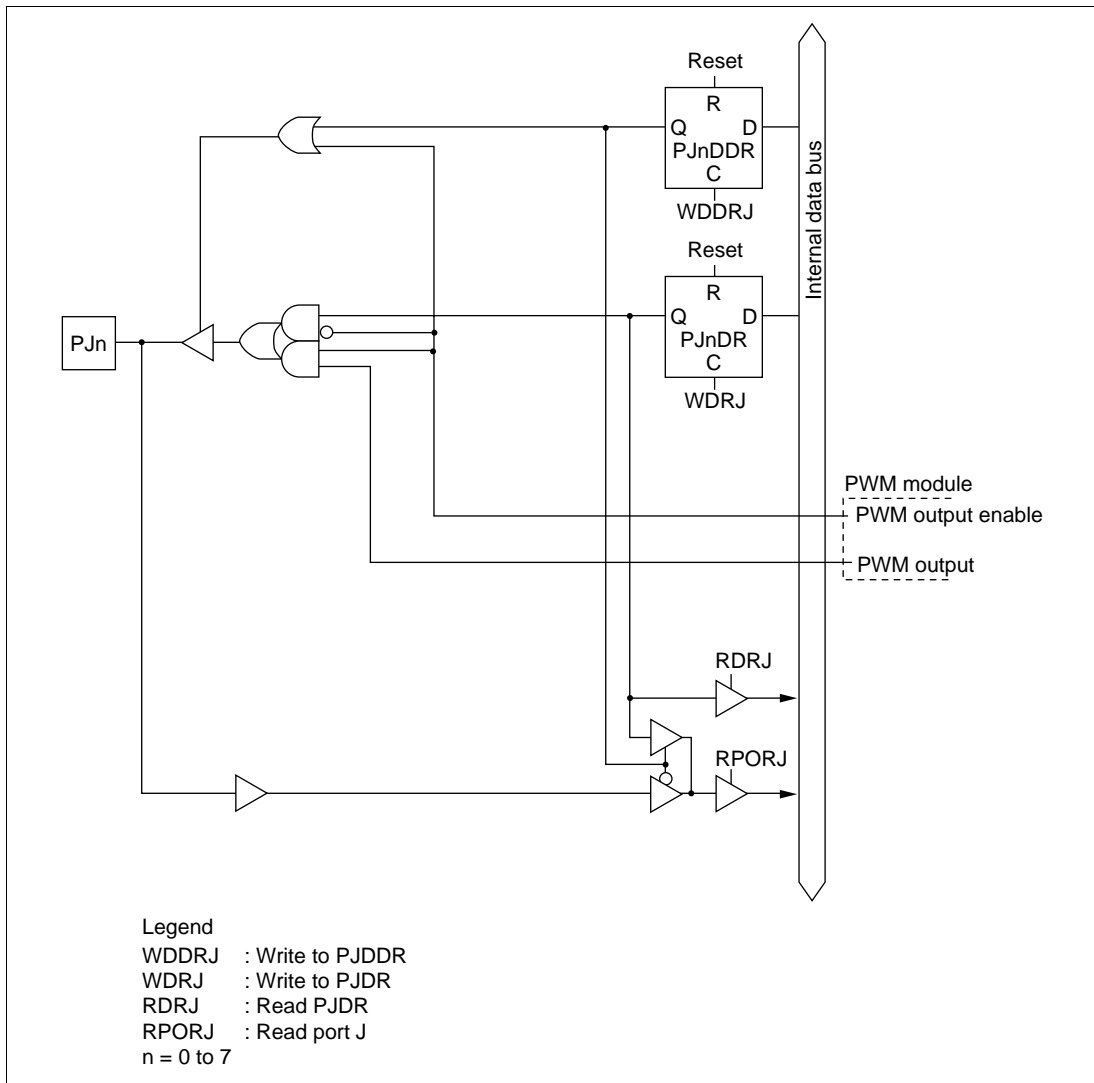 Reset
R
Q D
PJnDDR
C
WDDRJ
Internal data bus
Reset
R
Q D
PJnDR
C
WDRJ
PJn
PWM module
PWM output enable
PWM output
RDRJ
RPORJ
Legend
WDDRJ : Write to PJDDR
WDRJ : Write to PJDR
RDRJ : Read PJDR
RPORJ : Read port J
n = 0 to 7